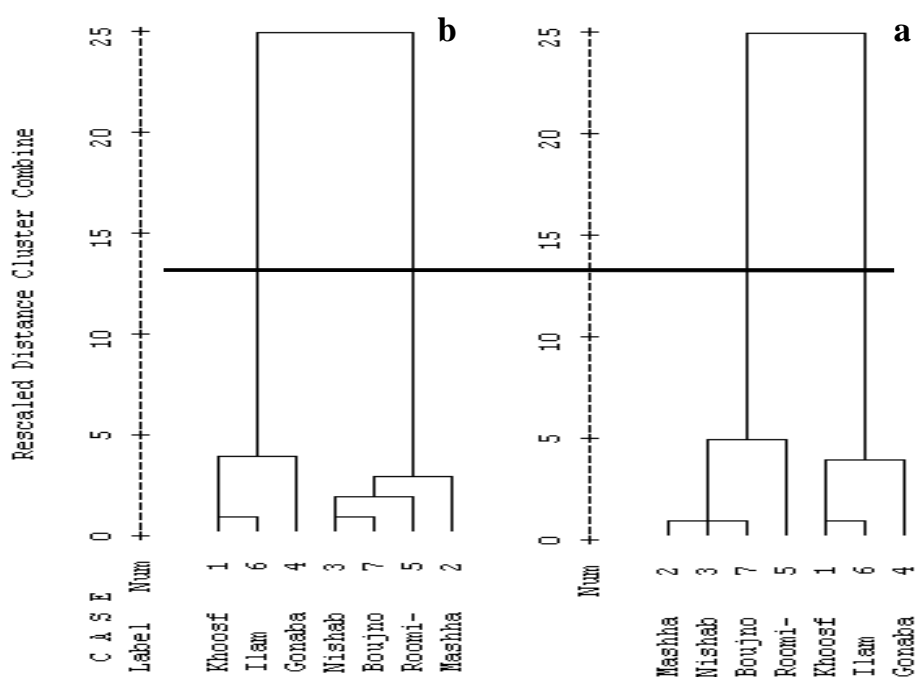 b
a
Rescaled Distance Cluster Combine
25
20
15
10
5
0
25
20
15
10
5
0
C A S E
Label Num
Khoosf 1
Ilam 6
Gonaba 4
Nishab 3
Boujno 7
Roomi- 5
Mashha 2
Num
Mashha 2
Nishab 3
Boujno 7
Roomi- 5
Khoosf 1
Ilam 6
Gonaba 4